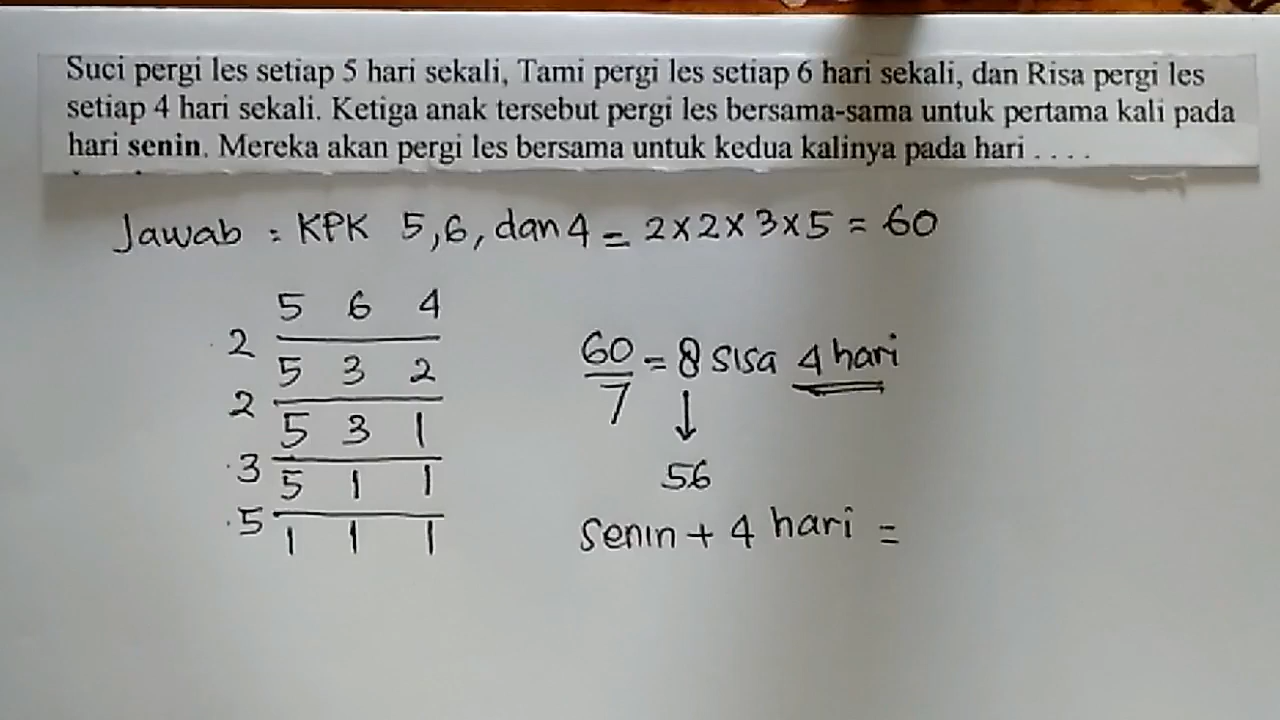 Suci pergi les setiap 5 hari sekali, Tami pergi les setiap 6 hari sekali, dan Risa pergi les
setiap 4 hari sekali. Ketiga anak tersebut pergi les bersama-sama untuk pertama kali pada
hari senin. Mereka akan pergi les bersama untuk kedua kalinya pada hari . . . .
Jawab : KPK 5,6, dan 4 = 2x2x3x5 = 60
5 6 4
2 5 3 2
2 5 3 1
3 5 1 1
5 1 1 1
60/7 = 8 sisa 4 hari
↓
56
Senin + 4 hari =